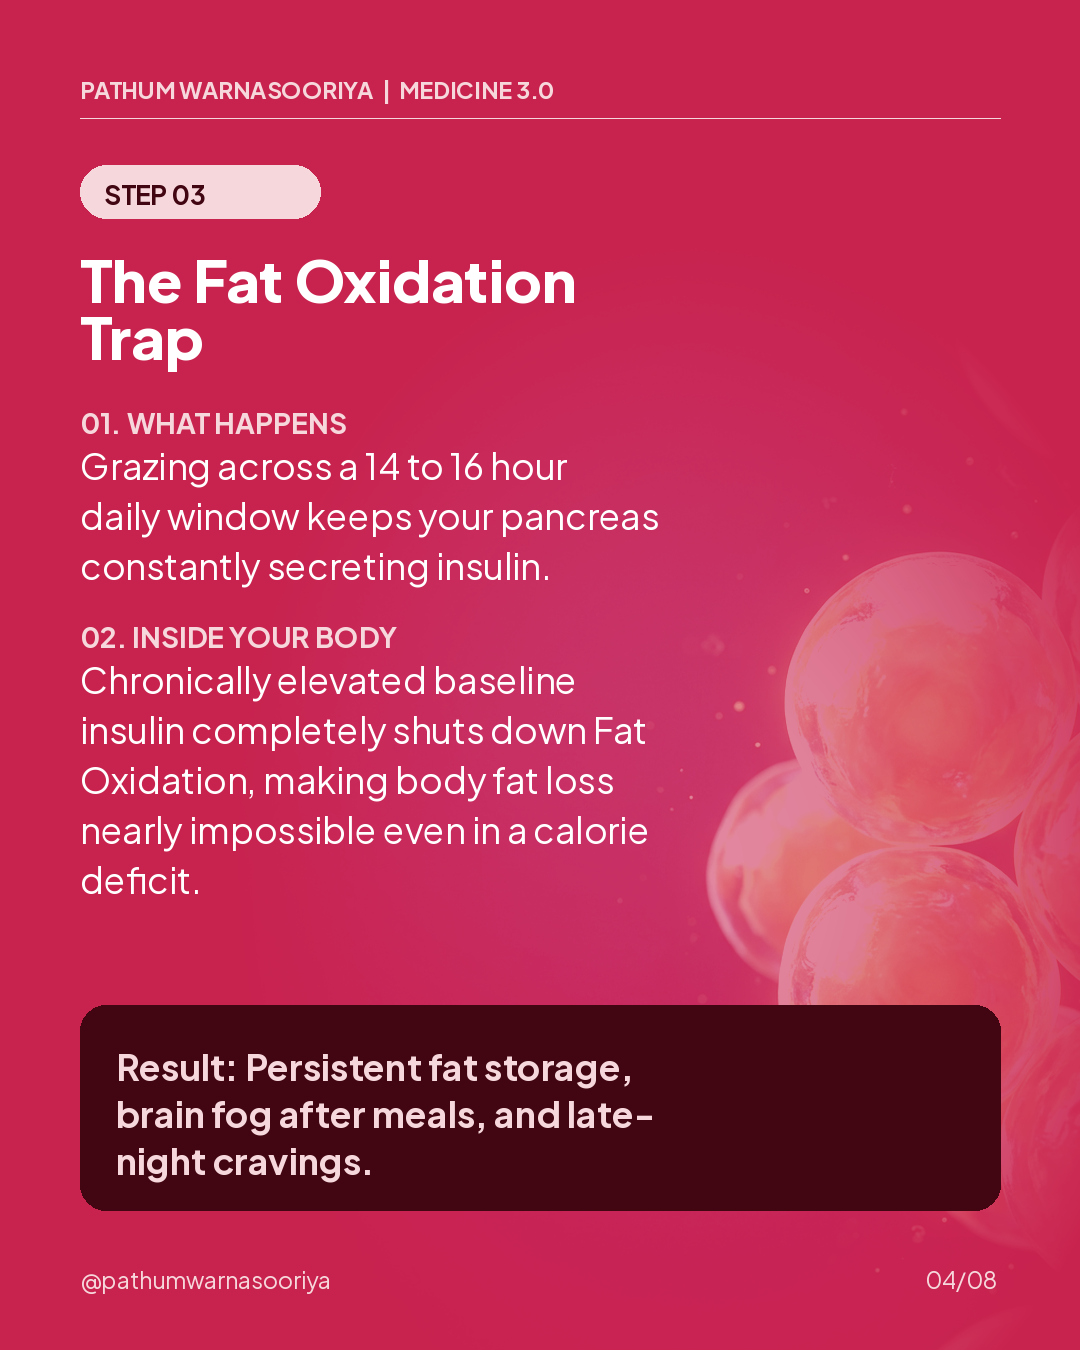 PATHUM WARNASOORIYA | MEDICINE 3.0
STEP 03
The Fat Oxidation
Trap
01. WHAT HAPPENS
Grazing across a 14 to 16 hour
daily window keeps your pancreas
constantly secreting insulin.
02. INSIDE YOUR BODY
Chronically elevated baseline
insulin completely shuts down Fat
Oxidation, making body fat loss
nearly impossible even in a calorie
deficit.
Result: Persistent fat storage,
brain fog after meals, and late-
night cravings.
@pathumwarnasooriya
04/08